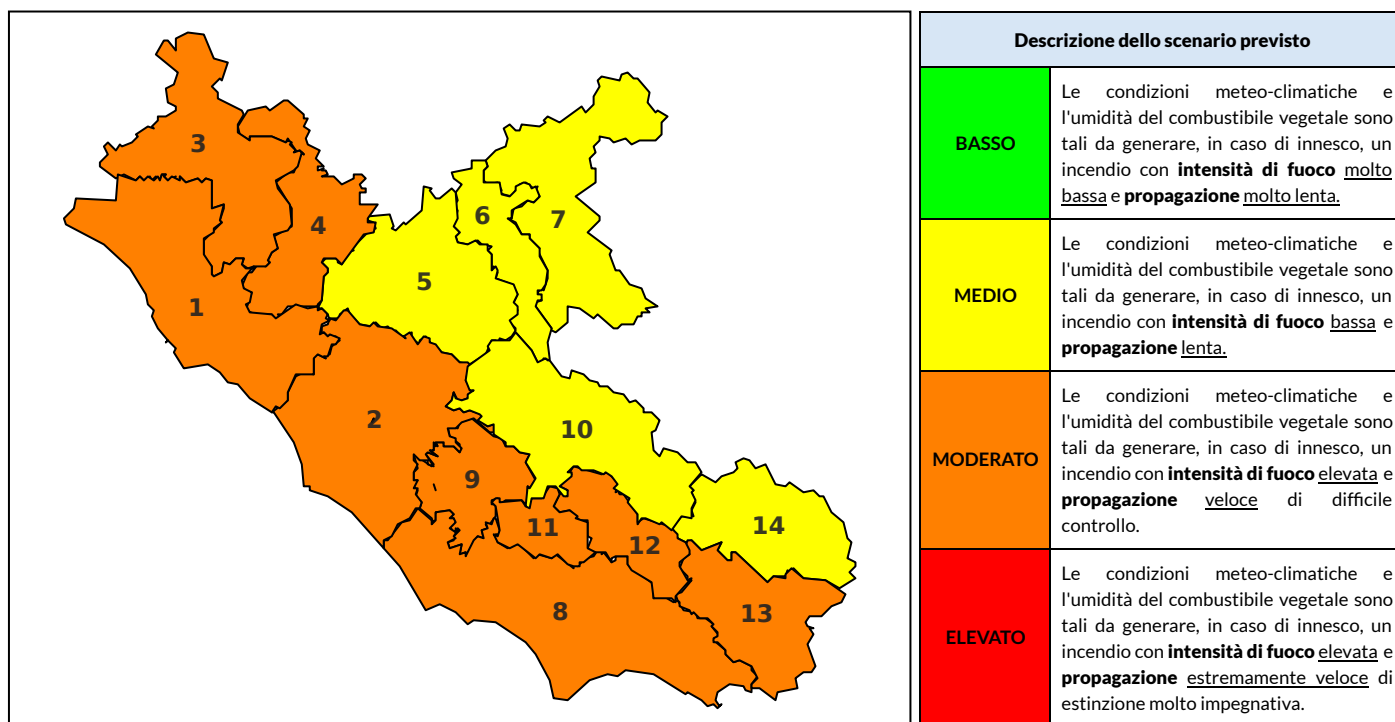 3
4
6
7
5
1
2
10
9
11
12
14
8
13
Descrizione dello scenario previsto
BASSO
Le condizioni meteo-climatiche e
l'umidità del combustibile vegetale sono
tali da generare, in caso di innesco, un
incendio con intensità di fuoco molto
bassa e propagazione molto lenta.
MEDIO
Le condizioni meteo-climatiche e
l'umidità del combustibile vegetale sono
tali da generare, in caso di innesco, un
incendio con intensità di fuoco bassa e
propagazione lenta.
MODERATO
Le condizioni meteo-climatiche e
l'umidità del combustibile vegetale sono
tali da generare, in caso di innesco, un
incendio con intensità di fuoco elevata e
propagazione veloce di difficile
controllo.
ELEVATO
Le condizioni meteo-climatiche e
l'umidità del combustibile vegetale sono
tali da generare, in caso di innesco, un
incendio con intensità di fuoco elevata e
propagazione estremamente veloce di
estinzione molto impegnativa.